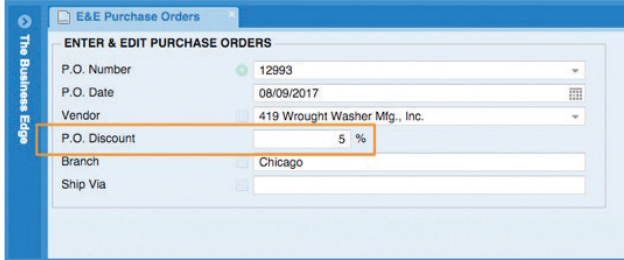 The Business Edge
E&E Purchase Orders
ENTER & EDIT PURCHASE ORDERS
P.O. Number 12993
P.O. Date 08/09/2017
Vendor 419 Wrought Washer Mfg., Inc.
P.O. Discount 5 %
Branch Chicago
Ship Via